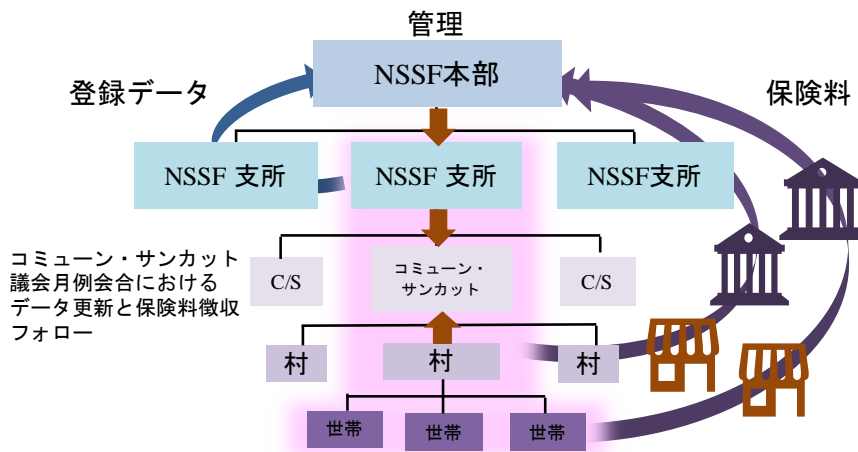 管理
NSSF本部
登録データ
保険料
NSSF 支所
NSSF 支所
NSSF支所
コミューン・サンカット
議会月例会合における
データ更新と保険料徴収
フォロー
C/S
コミューン・
サンカット
C/S
村
村
村
世帯
世帯
世帯